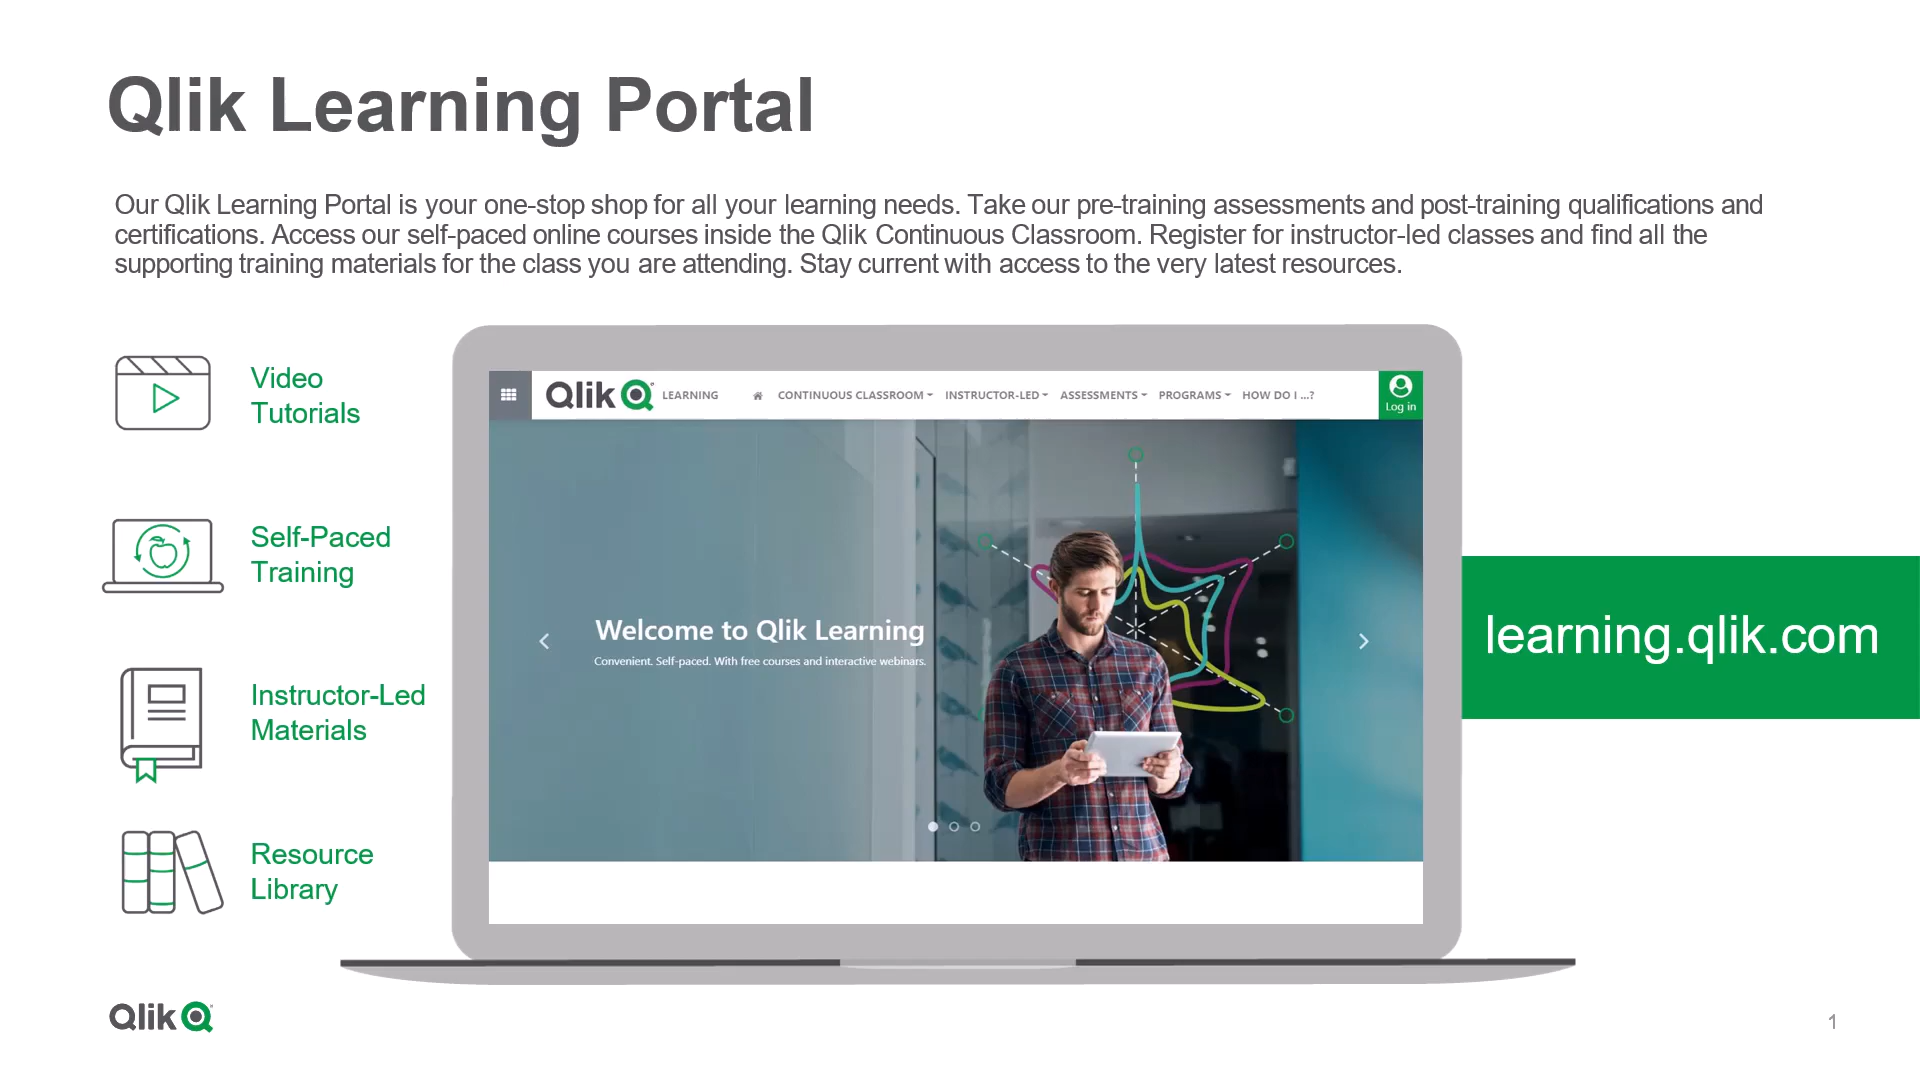 Qlik Learning Portal
Our Qlik Learning Portal is your one-stop shop for all your learning needs. Take our pre-training assessments and post-training qualifications and
certifications. Access our self-paced online courses inside the Qlik Continuous Classroom. Register for instructor-led classes and find all the
supporting training materials for the class you are attending. Stay current with access to the very latest resources.
Video
Tutorials
Self-Paced
Training
Instructor-Led
Materials
Resource
Library
Qlik LEARNING CONTINUOUS CLASSROOM INSTRUCTOR-LED ASSESSMENTS PROGRAMS HOW DO I ...? Log in
Welcome to Qlik Learning
Convenient. Self-paced. With free courses and interactive webinars.
learning.qlik.com
Qlik
1